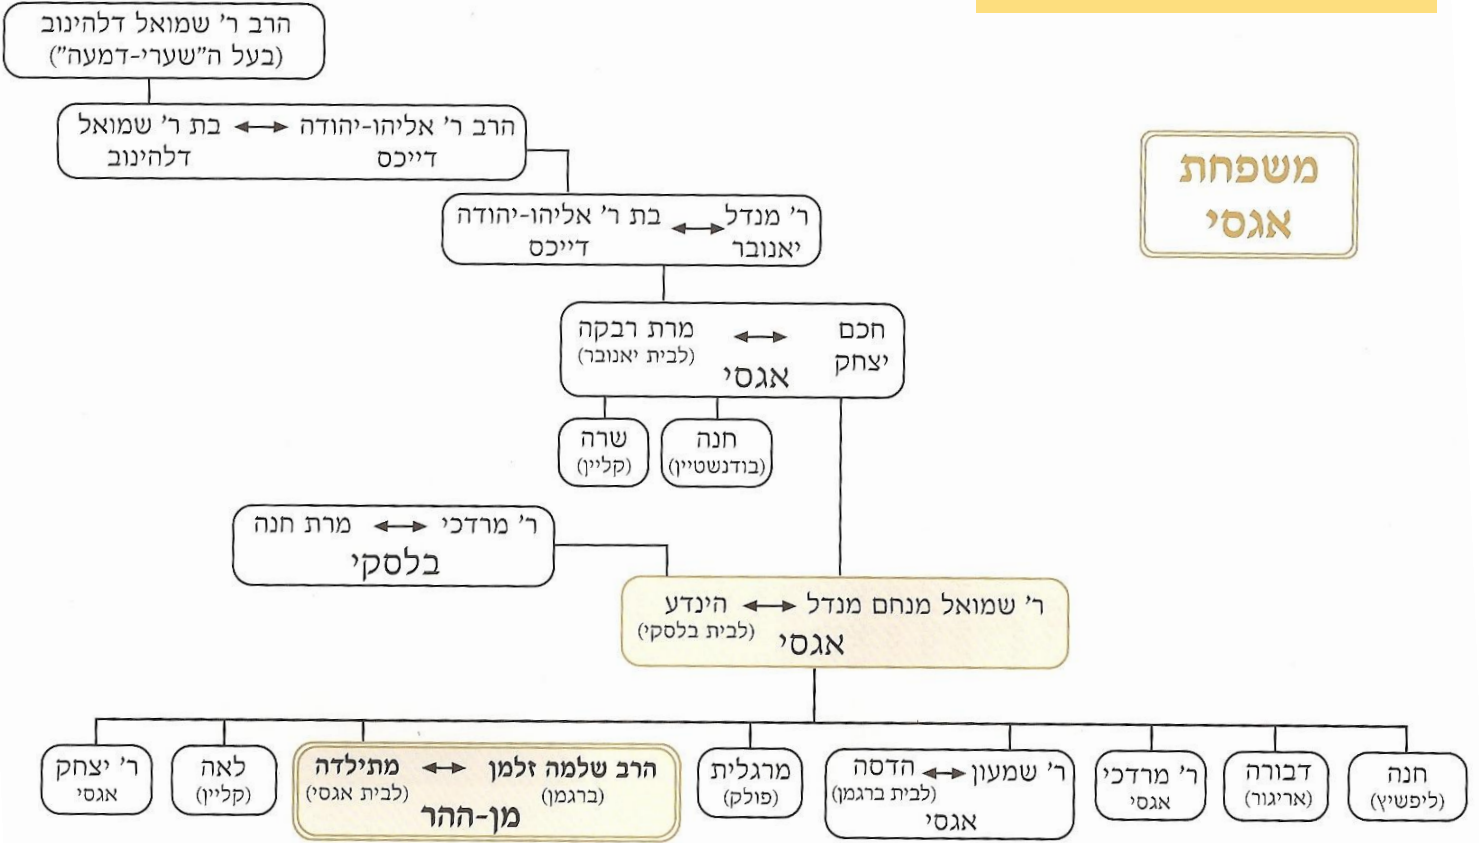 הרב ר' שמואל דלהינוב
(בעל ה"שערי-דמעה")
הרב ר' אליהו-יהודה בת ר' שמואל
דייכס דלהינוב
משפחת
אגסי
ר' מנדל בת ר' אליהו-יהודה
יאנובר דייכס
חכם מרת רבקה
יצחק (לבית יאנובר)
אגסי
חנה
(בודנשטיין)
שרה
(קליין)
ר' מרדכי מרת חנה
בלסקי
ר' שמואל מנחם מנדל הינדע
(לבית בלסקי)
אגסי
חנה
(ליפשיץ)
דבורה
(אריגור)
ר' מרדכי
אגסי
ר' שמעון הדסה
(לבית ברגמן)
אגסי
מרגלית
(פולק)
הרב שלמה זלמן מתילדה
(ברגמן) (לבית אגסי)
מן-ההר
לאה
(קליין)
ר' יצחק
אגסי